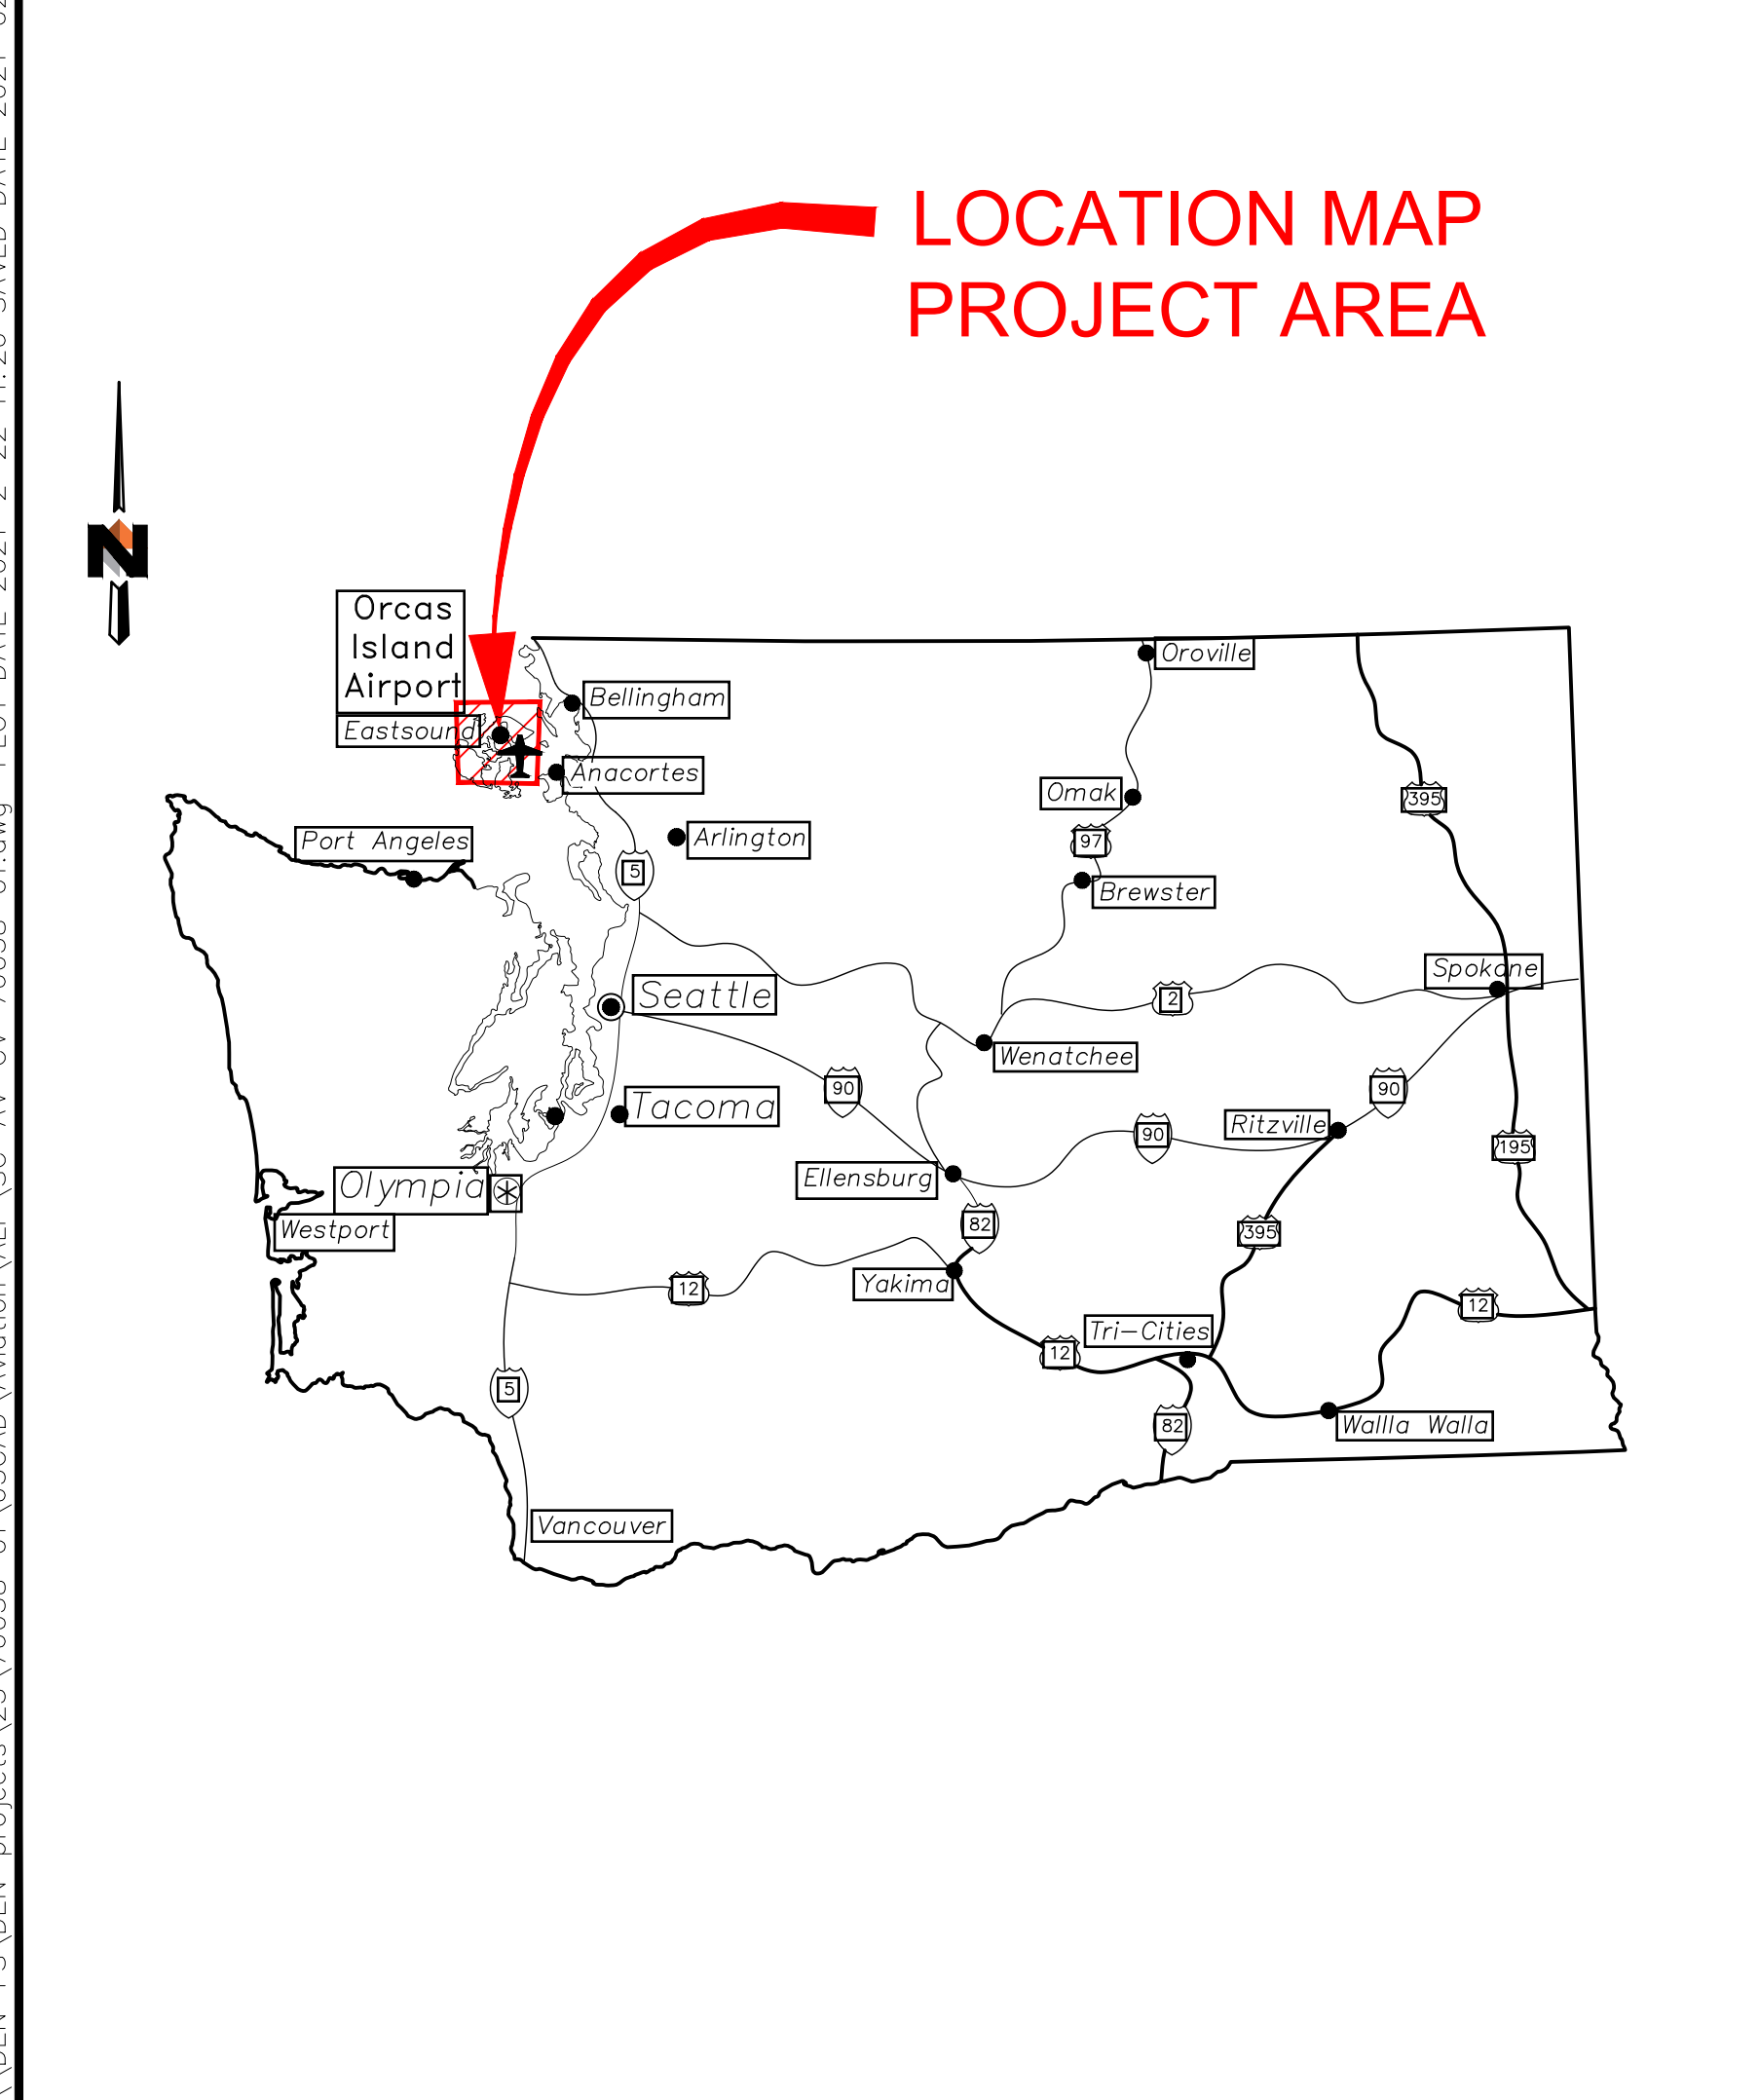 LOCATION MAP
PROJECT AREA
N
Orcas
Island
Airport
Eastsound
Bellingham
Anacortes
Oroville
Omak
395
Port Angeles
Arlington
97
5
Brewster
Spokane
Seattle
2
Wenatchee
90
90
Tacoma
Ritzville
90
195
Ellensburg
Olympia
Westport
82
395
Yakima
12
12
Tri-Cities
12
5
82
Wallla Walla
Vancouver